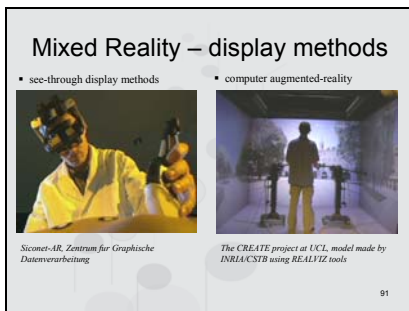 Mixed Reality – display methods
▪ see-through display methods
▪ computer augmented-reality
Siconet-AR, Zentrum fur Graphische
Datenverarbeitung
The CREATE project at UCL, model made by
INRIA/CSTB using REALVIZ tools
91